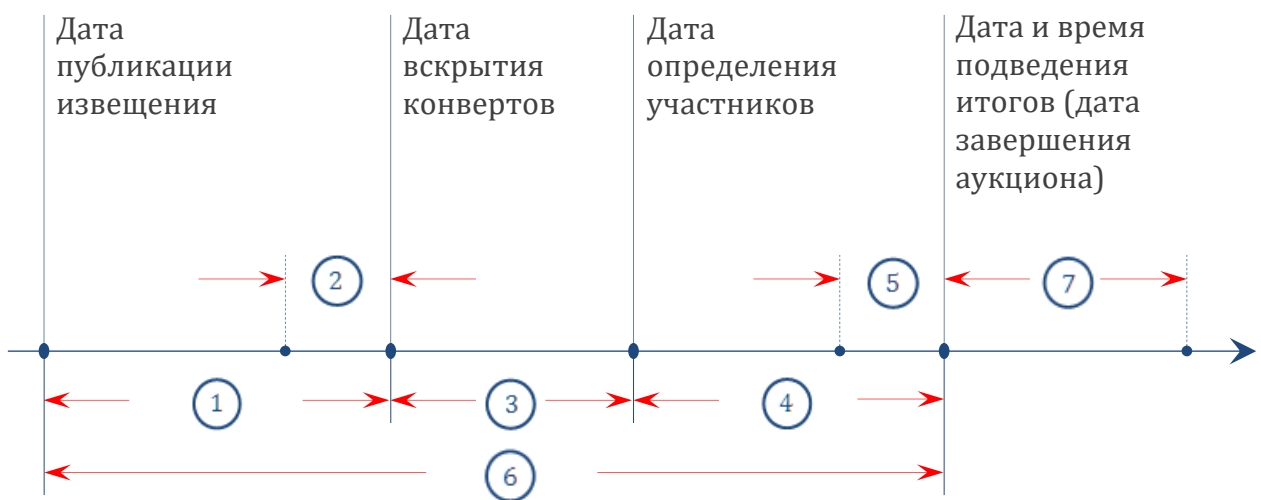 Дата
публикации
извещения
Дата
вскрытия
конвертов
Дата
определения
участников
Дата и время
подведения
итогов (дата
завершения
аукциона)
2
5
7
1
3
4
6